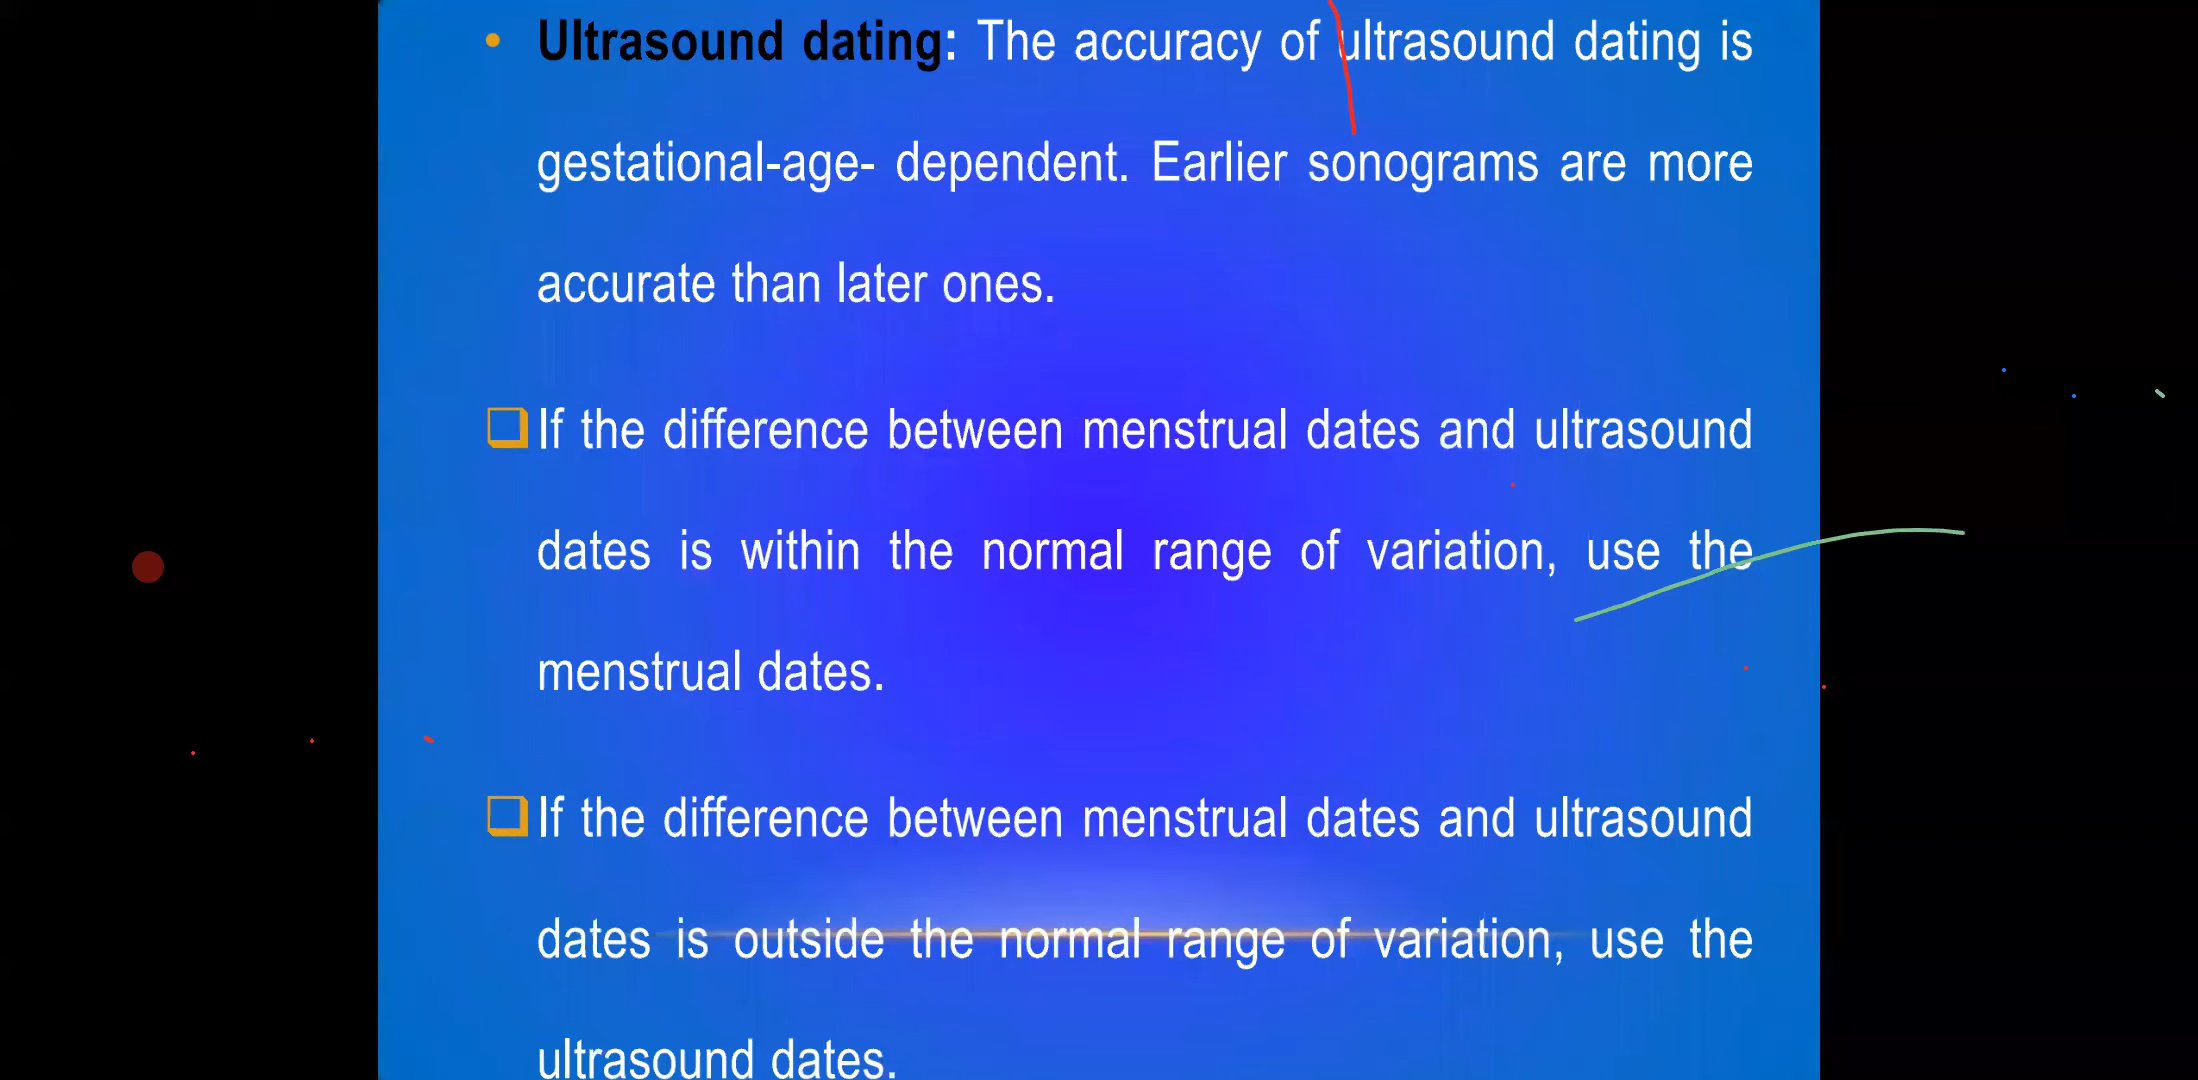 • Ultrasound dating: The accuracy of ultrasound dating is
gestational-age- dependent. Earlier sonograms are more
accurate than later ones.
❑ If the difference between menstrual dates and ultrasound
dates is within the normal range of variation, use the
menstrual dates.
❑ If the difference between menstrual dates and ultrasound
dates is outside the normal range of variation, use the
ultrasound dates.